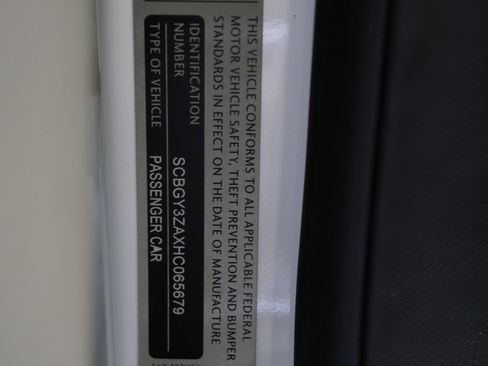 THIS VEHICLE CONFORMS TO ALL APPLICABLE FEDERAL
MOTOR VEHICLE SAFETY, THEFT PREVENTION AND BUMPER
STANDARDS IN EFFECT ON THE DATE OF MANUFACTURE
IDENTIFICATION
NUMBER SCBGY3ZAXHC065679
TYPE OF VEHICLE PASSENGER CAR